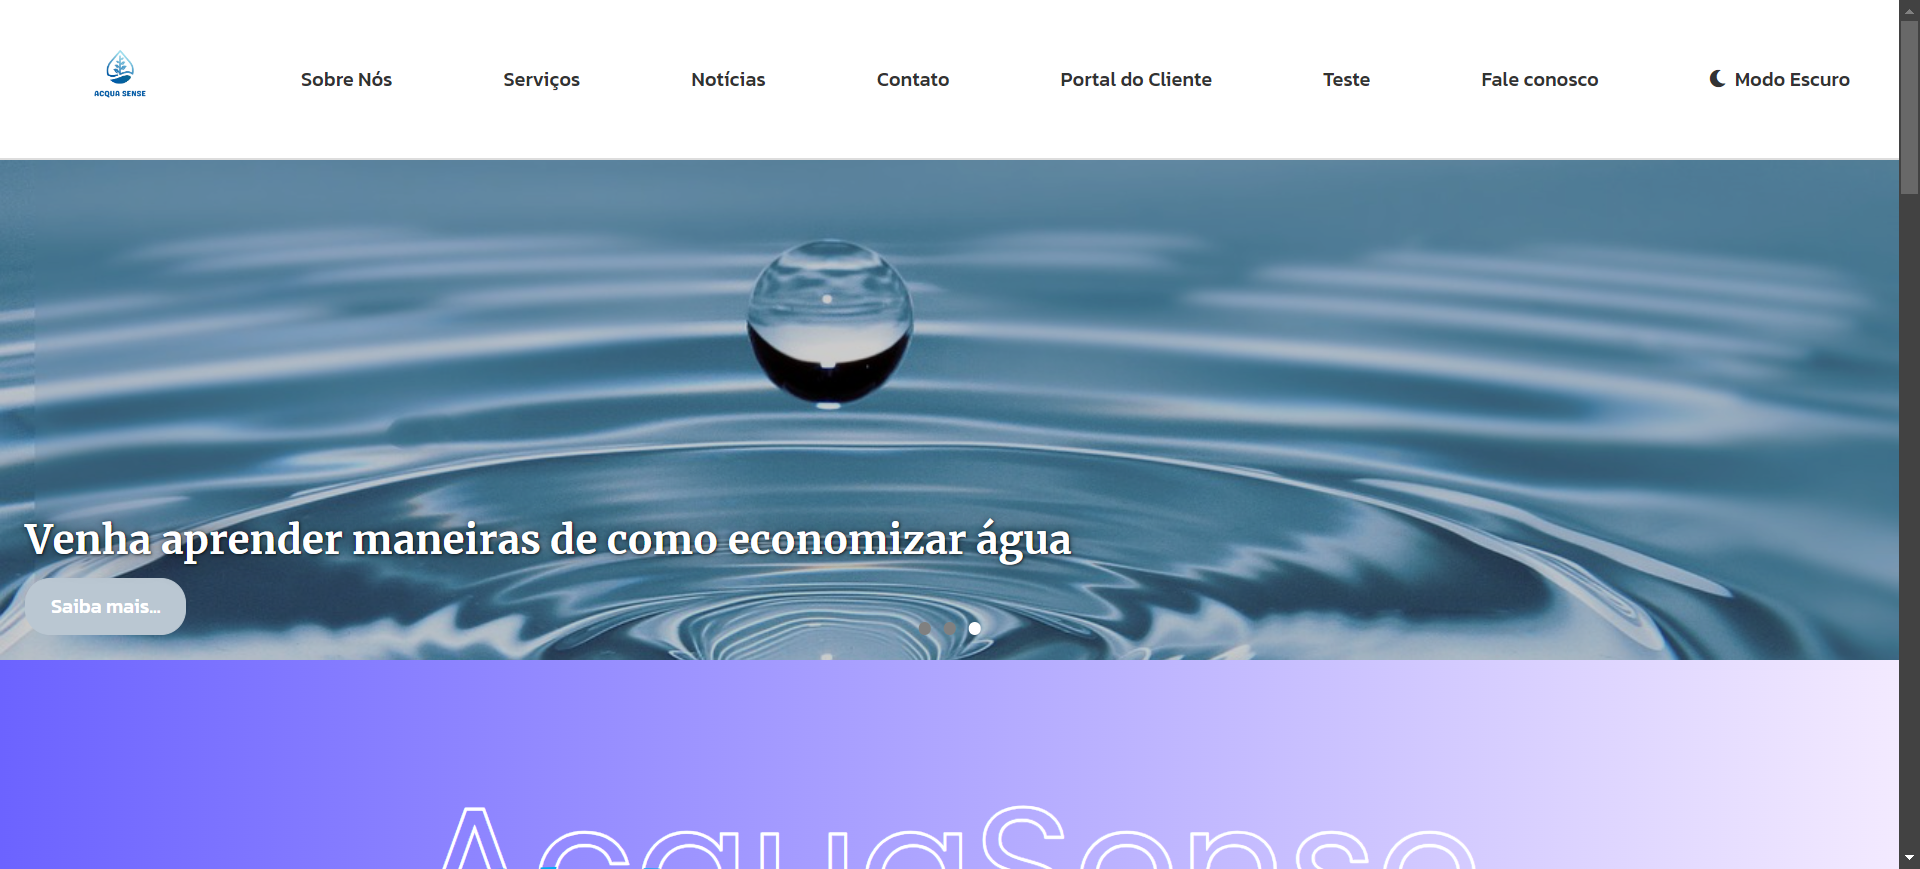 ACQUA SENSE
Sobre Nós
Serviços
Notícias
Contato
Portal do Cliente
Teste
Fale conosco
Modo Escuro
Venha aprender maneiras de como economizar água
Saiba mais...
AcquaSense